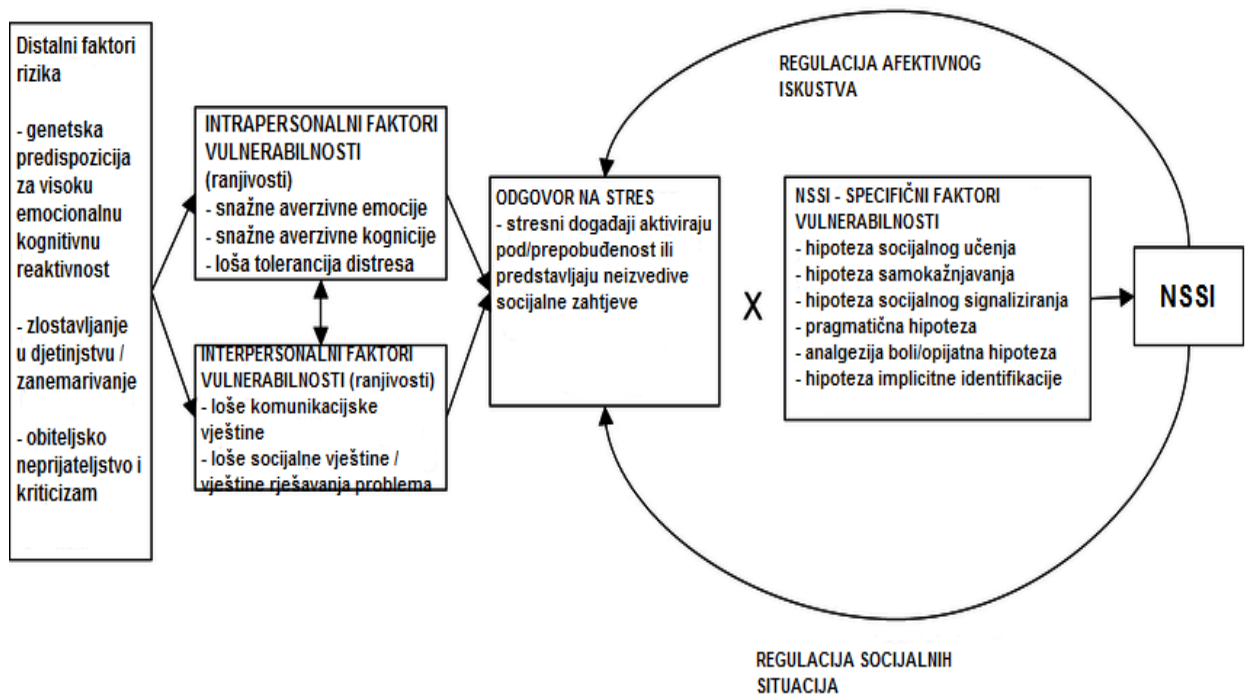 Distalni faktori
rizika
- genetska
predispozicija
za visoku
emocionalnu
kognitivnu
reaktivnost
- zlostavljanje
u djetinjstvu /
zanemarivanje
- obiteljsko
neprijateljstvo i
kriticizam
INTRAPERSONALNI FAKTORI
VULNERABILNOSTI
(ranjivosti)
- snažne averzivne emocije
- snažne averzivne kognicije
- loša tolerancija distresa
INTERPERSONALNI FAKTORI
VULNERABILNOSTI (ranjivosti)
- loše komunikacijske
vještine
- loše socijalne vještine /
vještine rješavanja problema
ODGOVOR NA STRES
- stresni događaji aktiviraju
pod/prepobuđenost ili
predstavljaju neizvedive
socijalne zahtjeve
X
REGULACIJA AFEKTIVNOG
ISKUSTVA
NSSI - SPECIFIČNI FAKTORI
VULNERABILNOSTI
- hipoteza socijalnog učenja
- hipoteza samokažnjavanja
- hipoteza socijalnog signaliziranja
- pragmatična hipoteza
- analgezija boli/opijatna hipoteza
- hipoteza implicitne identifikacije
NSSI
REGULACIJA SOCIJALNIH
SITUACIJA